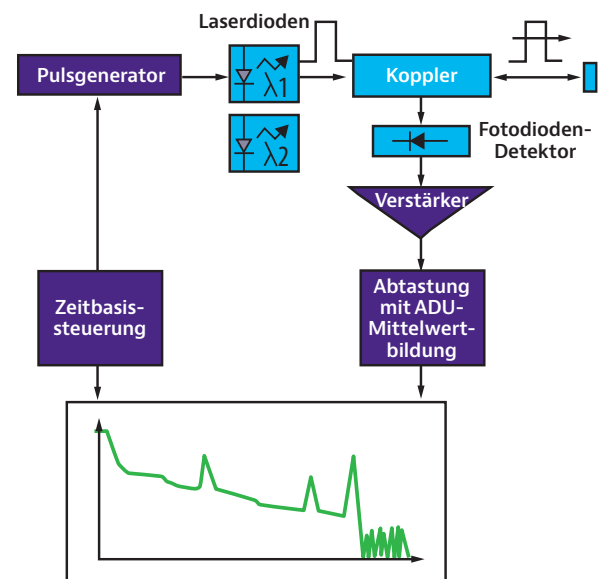 Laserdioden
Pulsgenerator
λ1
Koppler
λ2
Fotodioden-
Detektor
Verstärker
Zeitbasis-
steuerung
Abtastung
mit ADU-
Mittelwert-
bildung